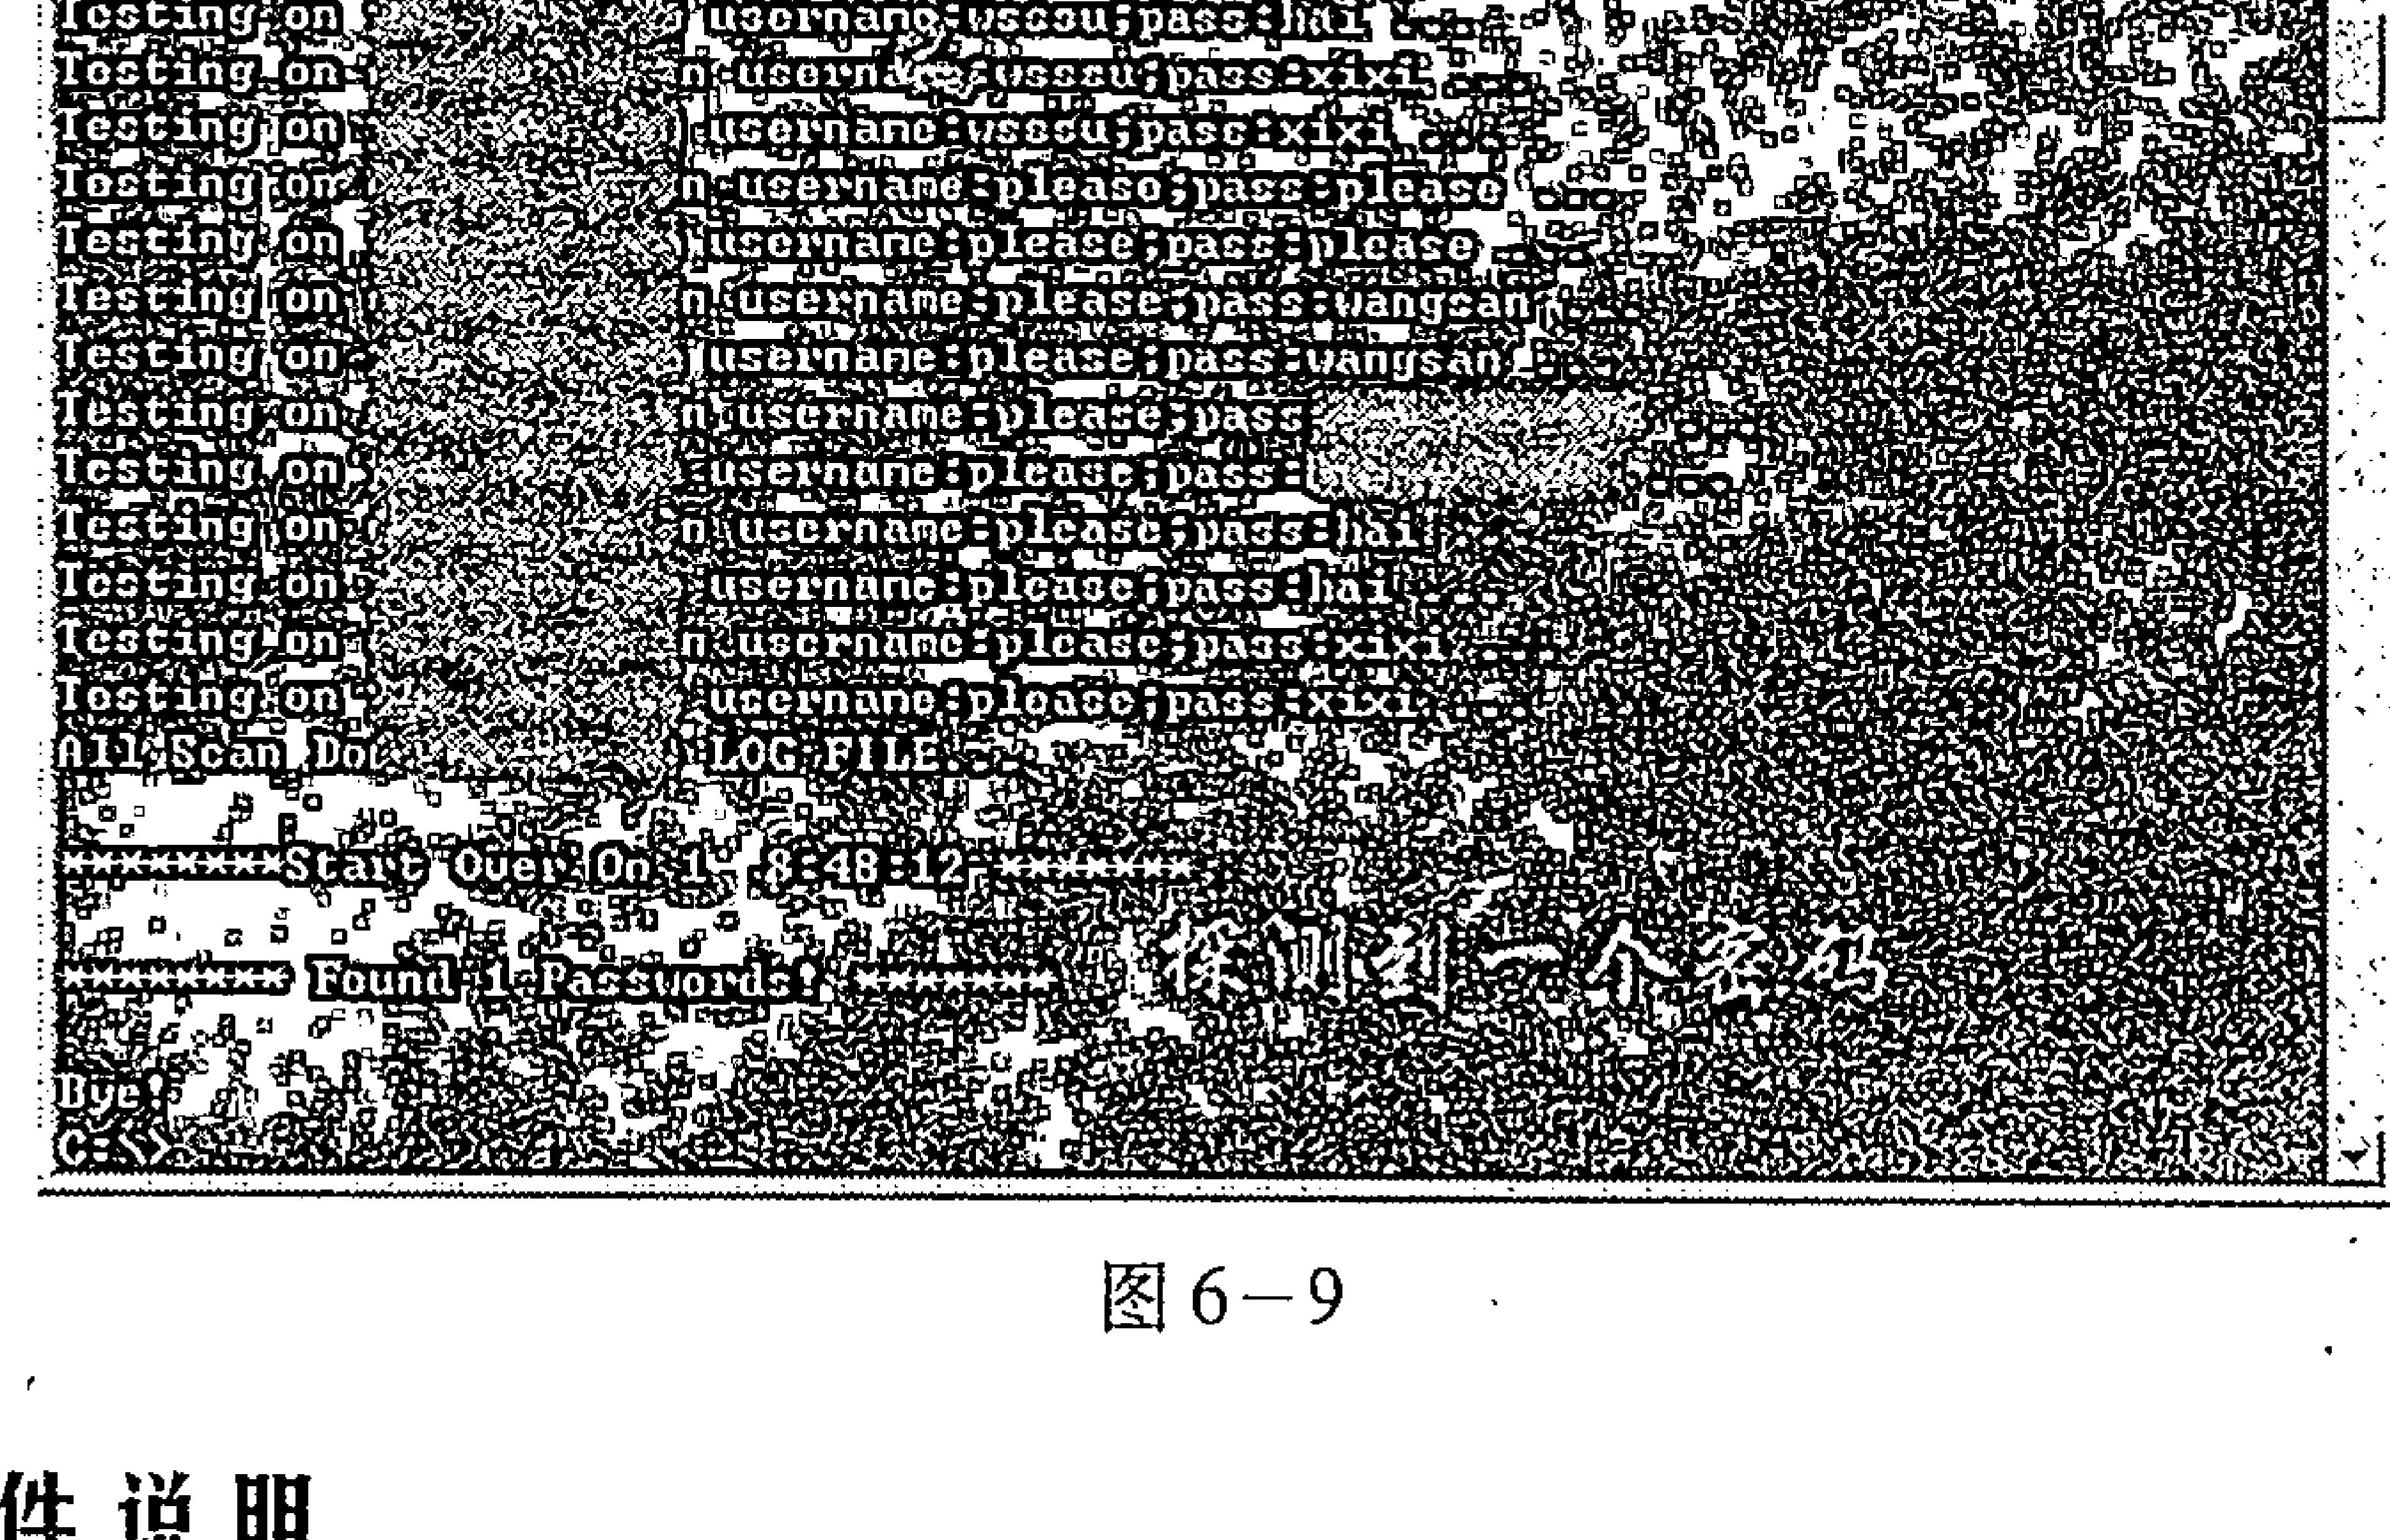 Testing on username:wsssu;pass:hai
Testing on n username:wsssu;pass:xixi
Testing on username:wsssu;pass:xixi
Testing on n username:please;pass:please
Testing on username:please;pass:please
Testing on n username:please;pass:wangsan
Testing on username:please;pass:wangsan
Testing on n username:please;pass
Testing on username:please;pass:
Testing on n username:please;pass:hai
Testing on username:please;pass:hai
Testing on n username:please;pass:xixi
Testing on username:please;pass:xixi
All Scan LOG FILE
********Start Over On 1 8:48:12 *******
******** Found 1 Passwords! ******* 探测到一个密码
Bye!
C:\>
图 6－9
件说明